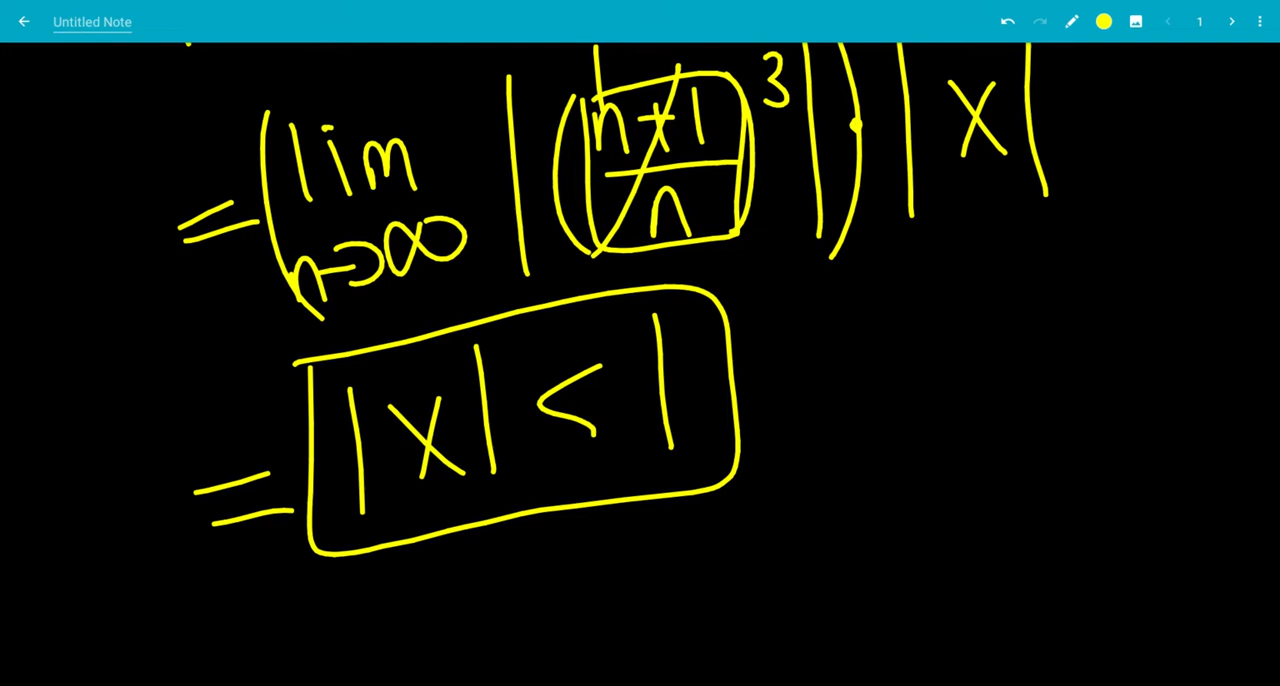 Untitled Note
1
= (lim n→∞ |((n+1)/n)^3|) · |x|
= |x| < 1